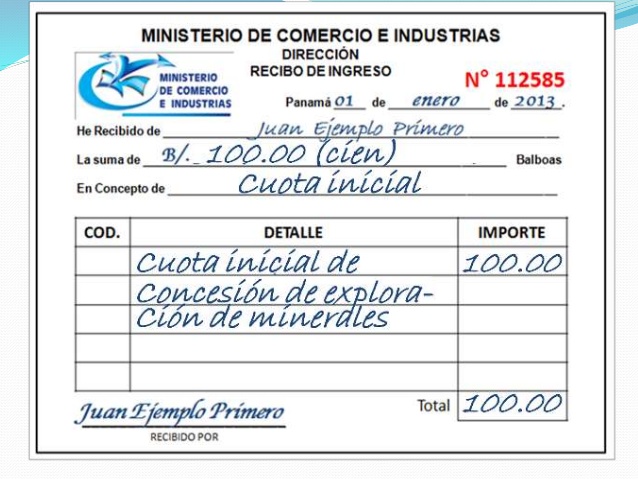 MINISTERIO DE COMERCIO E INDUSTRIAS
DIRECCIÓN
RECIBO DE INGRESO
MINISTERIO
DE COMERCIO
E INDUSTRIAS
N° 112585
Panamá 01 de enero de 2013.
He Recibido de Juan Ejemplo Primero
La suma de B/. 100.00 (cien) Balboas
En Concepto de Cuota inicial
COD. DETALLE IMPORTE
Cuota inicial de 100.00
Concesión de explora-
Ción de minerales
Total 100.00
Juan Ejemplo Primero
RECIBIDO POR